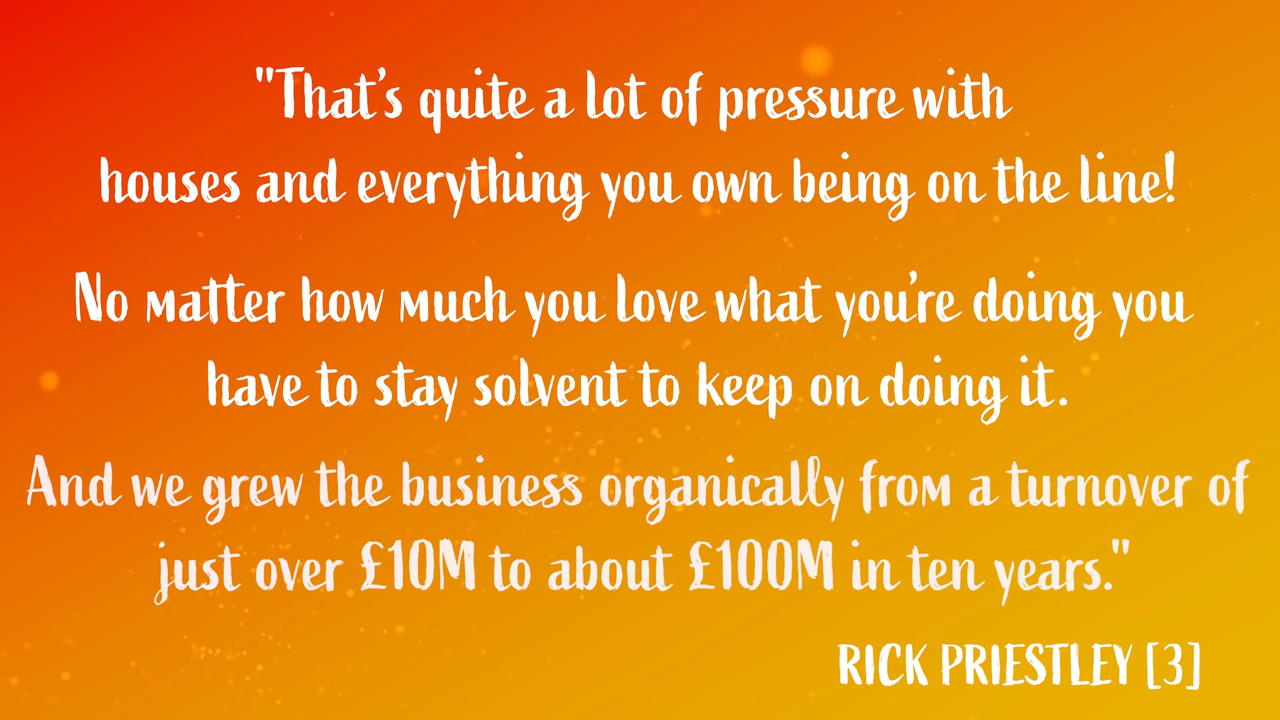 "That's quite a lot of pressure with
houses and everything you own being on the line!
No matter how much you love what you're doing you
have to stay solvent to keep on doing it.
And we grew the business organically from a turnover of
just over £10M to about £100M in ten years."
RICK PRIESTLEY [3]